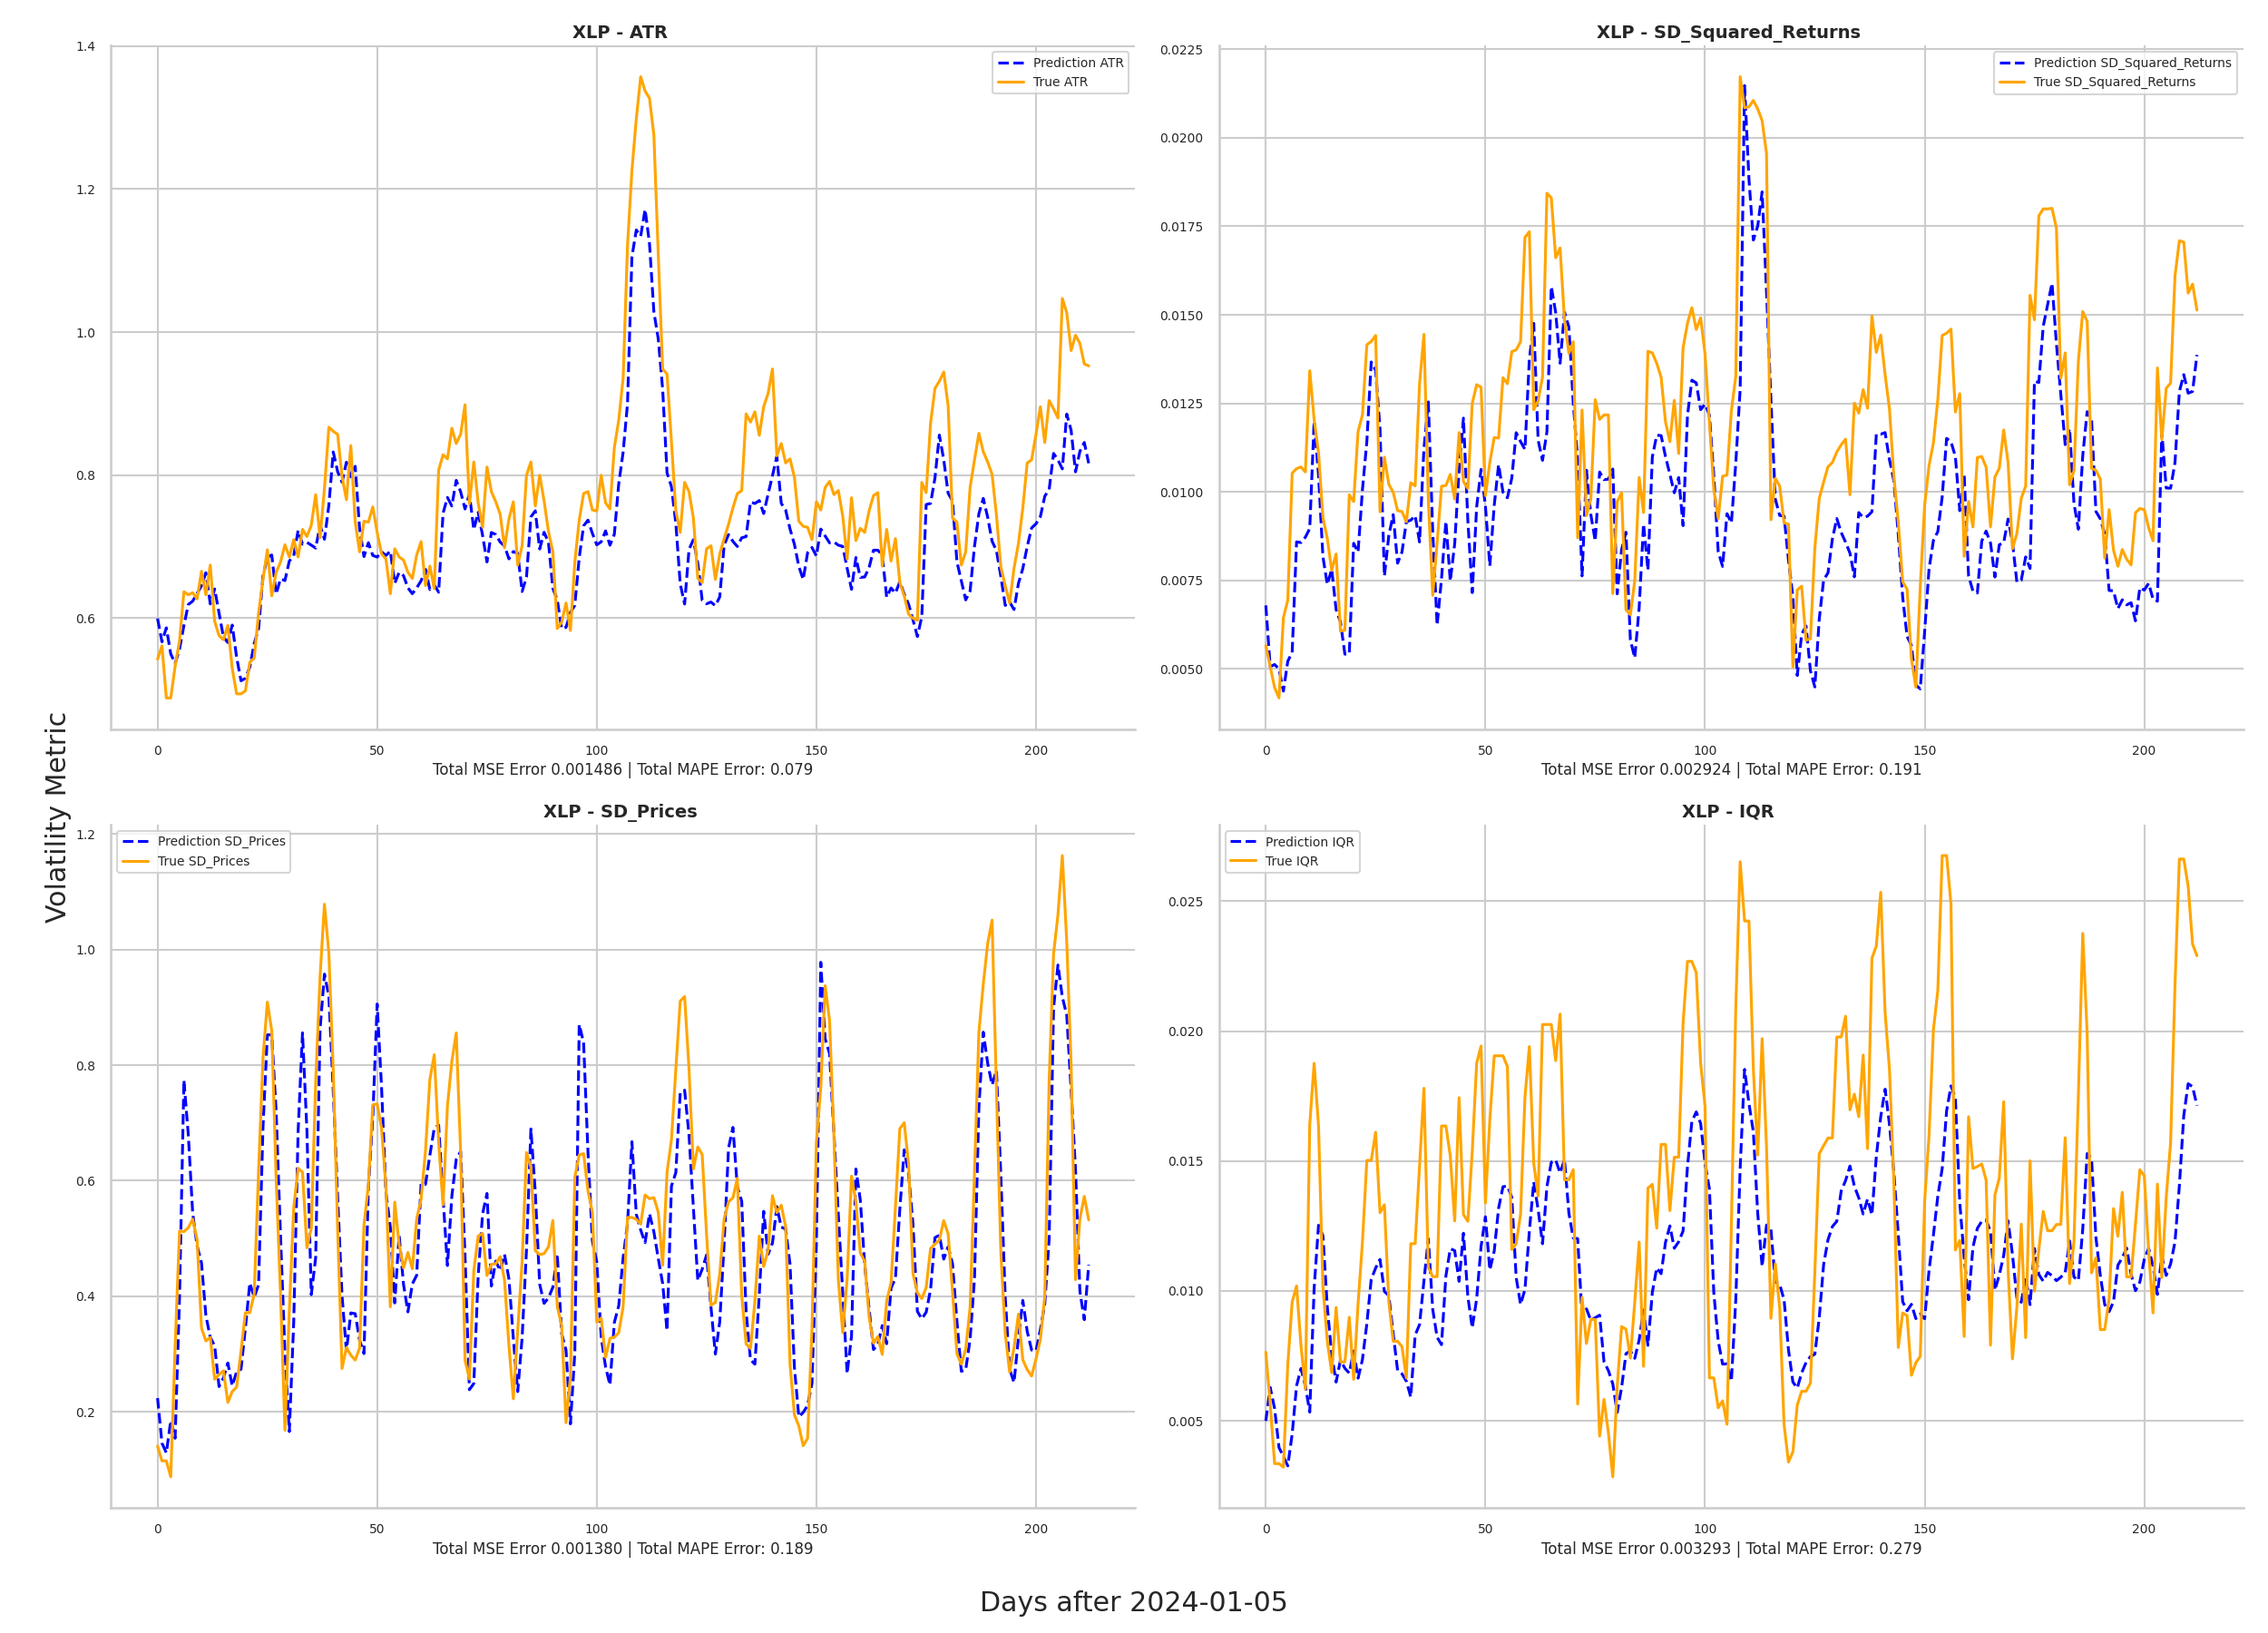 XLP - ATR
1.4
1.2
1.0
0.8
0.6
Prediction ATR
True ATR
0
50
100
150
200
Total MSE Error 0.001486 | Total MAPE Error: 0.079
XLP - SD_Squared_Returns
0.0225
0.0200
0.0175
0.0150
0.0125
0.0100
0.0075
0.0050
Prediction SD_Squared_Returns
True SD_Squared_Returns
0
50
100
150
200
Total MSE Error 0.002924 | Total MAPE Error: 0.191
Volatility Metric
XLP - SD_Prices
1.2
1.0
0.8
0.6
0.4
0.2
Prediction SD_Prices
True SD_Prices
0
50
100
150
200
Total MSE Error 0.001380 | Total MAPE Error: 0.189
XLP - IQR
0.025
0.020
0.015
0.010
0.005
Prediction IQR
True IQR
0
50
100
150
200
Total MSE Error 0.003293 | Total MAPE Error: 0.279
Days after 2024-01-05